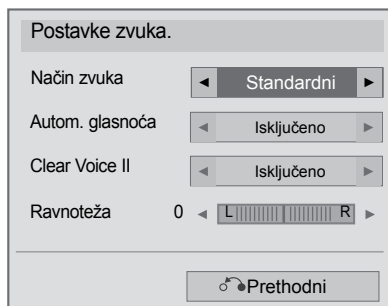 Postavke zvuka.
Način zvuka ◄ Standardni ►
Autom. glasnoća ◄ Isključeno ►
Clear Voice II ◄ Isključeno ►
Ravnoteža 0 ◄ L R ►
Prethodni